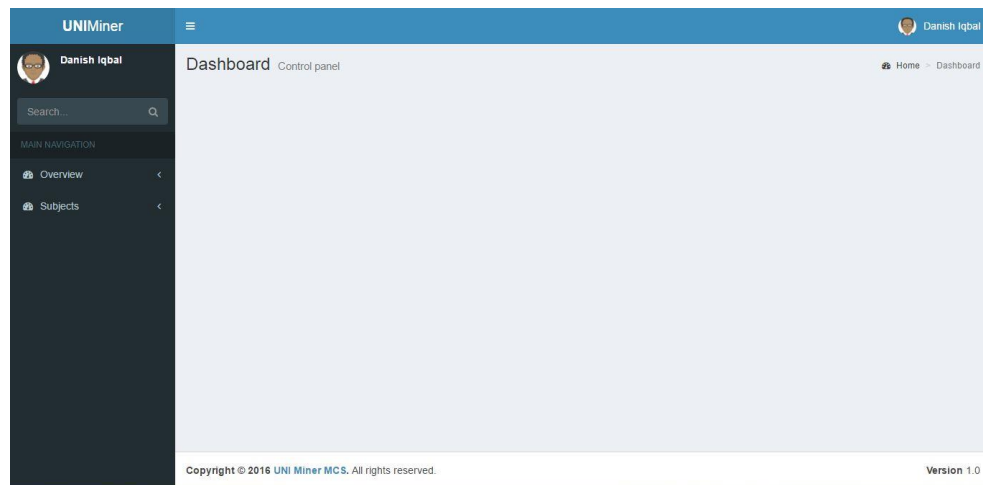 UNIMiner
Danish Iqbal
Danish Iqbal
Dashboard Control panel
Home > Dashboard
Search...
MAIN NAVIGATION
Overview
Subjects
Copyright © 2016 UNI Miner MCS. All rights reserved.
Version 1.0